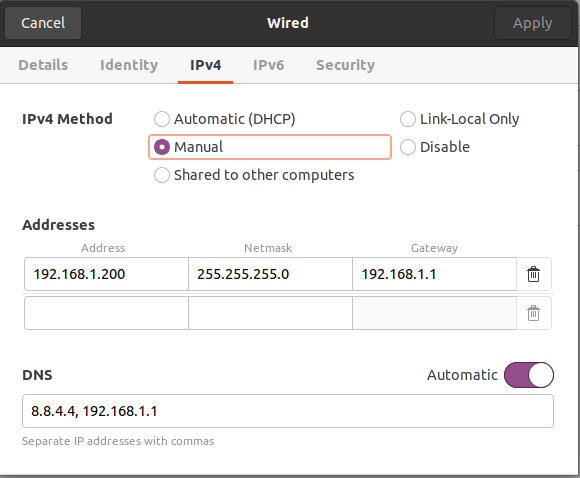 Cancel Wired Apply
Details Identity IPv4 IPv6 Security
IPv4 Method Automatic (DHCP) Link-Local Only
Manual Disable
Shared to other computers
Addresses
Address Netmask Gateway
192.168.1.200 255.255.255.0 192.168.1.1
DNS Automatic
8.8.4.4, 192.168.1.1
Separate IP addresses with commas